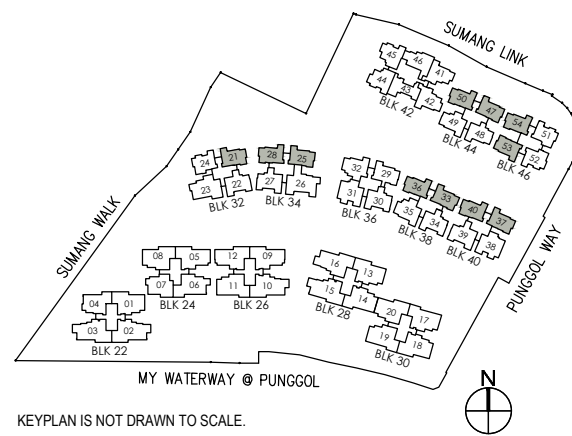 SUMANG LINK
45 46 41
44 43 42
BLK 42
50 47 54 51
49 48 53 52
BLK 44
BLK 46
24 21 28 25
23 22 27 26
BLK 32
BLK 34
32 29 36 33 40 37
31 30 35 34 39 38
BLK 36
BLK 38
BLK 40
SUMANG WALK
PUNGGOL WAY
08 05 12 09
07 06 11 10
BLK 24
BLK 26
16 13
15 14
BLK 28
20 17
19 18
BLK 30
04 01
03 02
BLK 22
MY WATERWAY @ PUNGGOL
N
KEYPLAN IS NOT DRAWN TO SCALE.